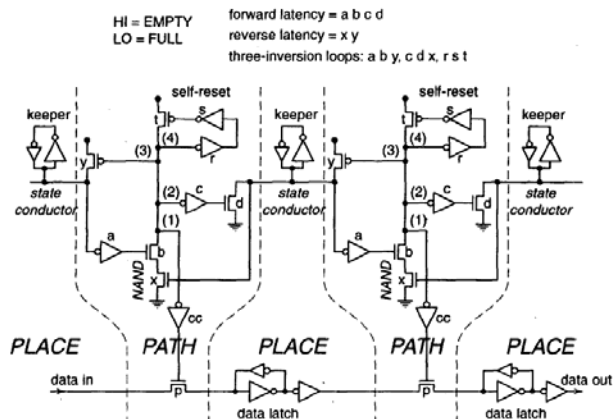 HI = EMPTY
LO = FULL
forward latency = a b c d
reverse latency = x y
three-inversion loops: a b y, c d x, r s t
self-reset
self-reset
keeper
t
s
keeper
t
s
keeper
(4)
r
(4)
r
y
(3)
y
(3)
state conductor
(2)
c
d
state conductor
(2)
c
d
state conductor
(1)
(1)
a
b
a
b
NAND
x
NAND
x
cc
cc
PLACE
PATH
PLACE
PATH
PLACE
data in
p
p
data out
data latch
data latch